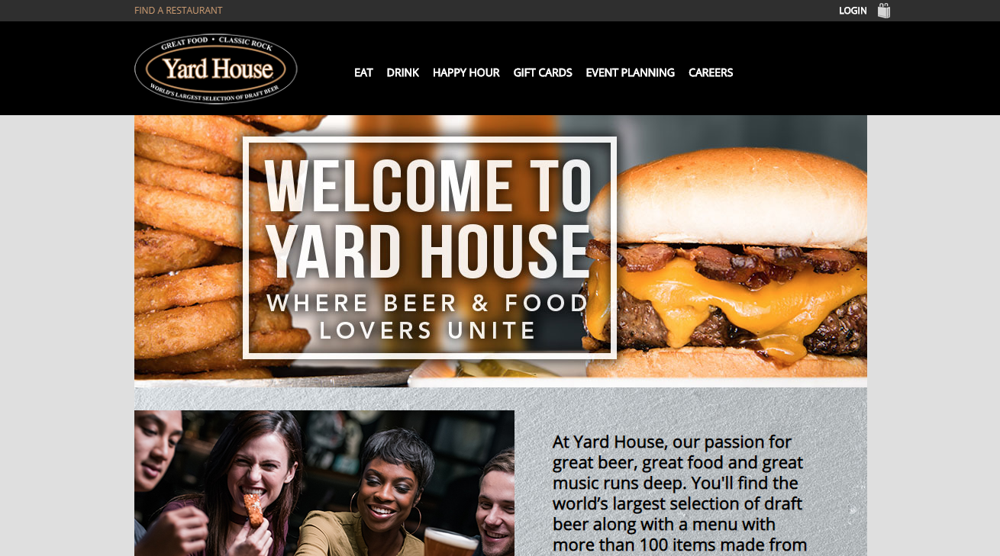 FIND A RESTAURANT
LOGIN
GREAT FOOD • CLASSIC ROCK
Yard House
WORLD'S LARGEST SELECTION OF DRAFT BEER
EAT
DRINK
HAPPY HOUR
GIFT CARDS
EVENT PLANNING
CAREERS
WELCOME TO
YARD HOUSE
WHERE BEER & FOOD
LOVERS UNITE
At Yard House, our passion for
great beer, great food and great
music runs deep. You'll find the
world’s largest selection of draft
beer along with a menu with
more than 100 items made from